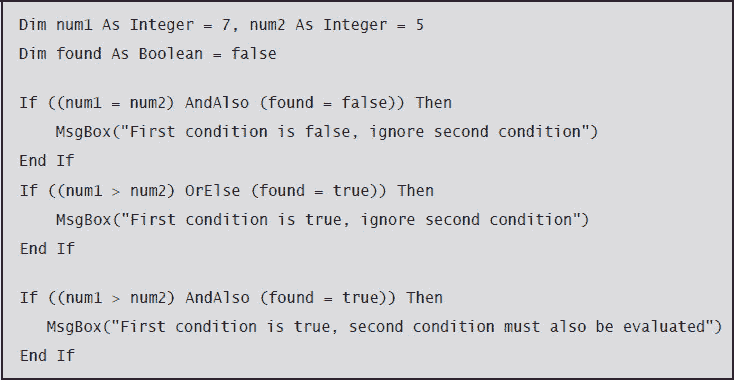 Dim num1 As Integer = 7, num2 As Integer = 5
Dim found As Boolean = false
If ((num1 = num2) AndAlso (found = false)) Then
MsgBox("First condition is false, ignore second condition")
End If
If ((num1 > num2) OrElse (found = true)) Then
MsgBox("First condition is true, ignore second condition")
End If
If ((num1 > num2) AndAlso (found = true)) Then
MsgBox("First condition is true, second condition must also be evaluated")
End If